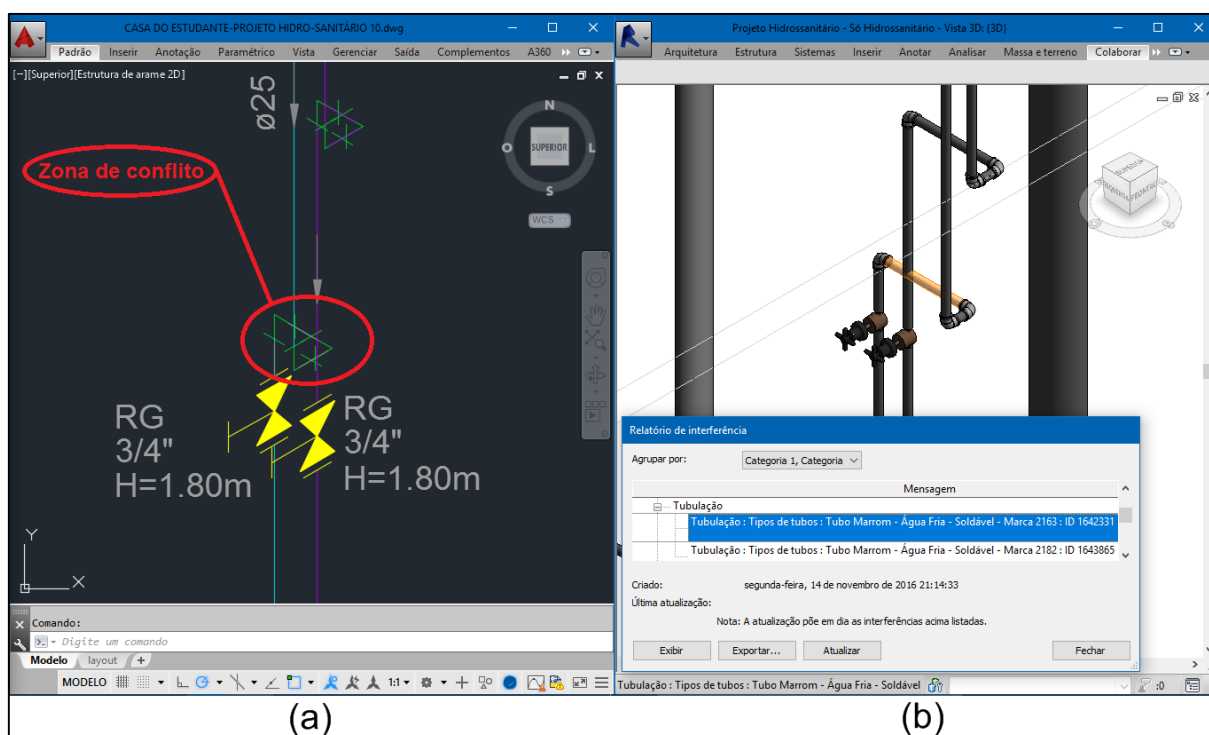 CASA DO ESTUDANTE-PROJETO HIDRO-SANITÁRIO 10.dwg
Padrão Inserir Anotação Paramétrico Vista Gerenciar Saída Complementos A360
[−][Superior][Estrutura de arame 2D]
ø25
N
O SUPERIOR L
S
WCS
Zona de conflito
RG
3/4"
H=1.80m
RG
3/4"
H=1.80m
Y
X
Comando:
Digite um comando
Modelo layout +
MODELO 1:1
(a)
Projeto Hidrossanitário - Só Hidrossanitário - Vista 3D: {3D}
Arquitetura Estrutura Sistemas Inserir Anotar Analisar Massa e terreno Colaborar
SUPERIOR
FRONTAL
Relatório de interferência
Agrupar por: Categoria 1, Categoria
Mensagem
Tubulação
Tubulação : Tipos de tubos : Tubo Marrom - Água Fria - Soldável - Marca 2163 : ID 1642331
Tubulação : Tipos de tubos : Tubo Marrom - Água Fria - Soldável - Marca 2182 : ID 1643865
Criado: segunda-feira, 14 de novembro de 2016 21:14:33
Última atualização:
Nota: A atualização põe em dia as interferências acima listadas.
Exibir Exportar... Atualizar Fechar
Tubulação : Tipos de tubos : Tubo Marrom - Água Fria - Soldável :0
(b)